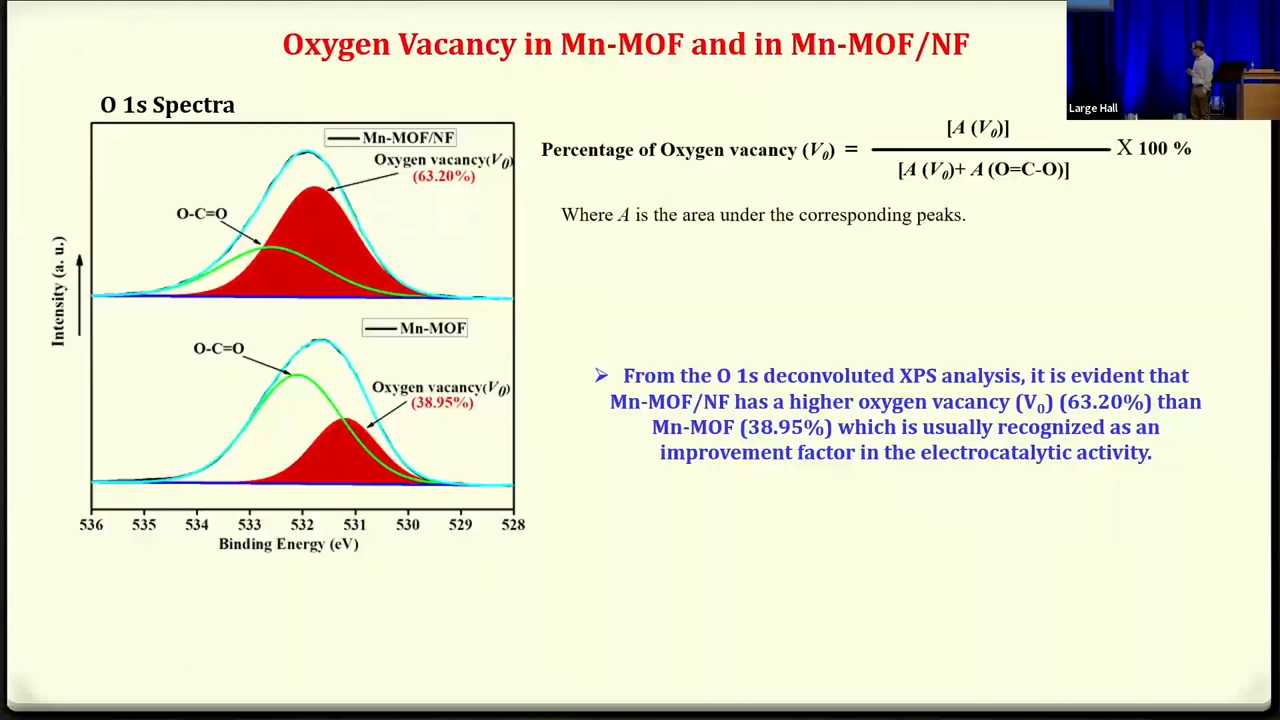 Oxygen Vacancy in Mn-MOF and in Mn-MOF/NF
Large Hall
O 1s Spectra
Mn-MOF/NF
Oxygen vacancy(V₀)
(63.20%)
O-C=O
Mn-MOF
O-C=O
Oxygen vacancy(V₀)
(38.95%)
Intensity (a. u.)
536 535 534 533 532 531 530 529 528
Binding Energy (eV)
[A (V₀)]
Percentage of Oxygen vacancy (V₀) = X 100 %
[A (V₀)+ A (O=C-O)]
Where A is the area under the corresponding peaks.
➢ From the O 1s deconvoluted XPS analysis, it is evident that
Mn-MOF/NF has a higher oxygen vacancy (V₀) (63.20%) than
Mn-MOF (38.95%) which is usually recognized as an
improvement factor in the electrocatalytic activity.